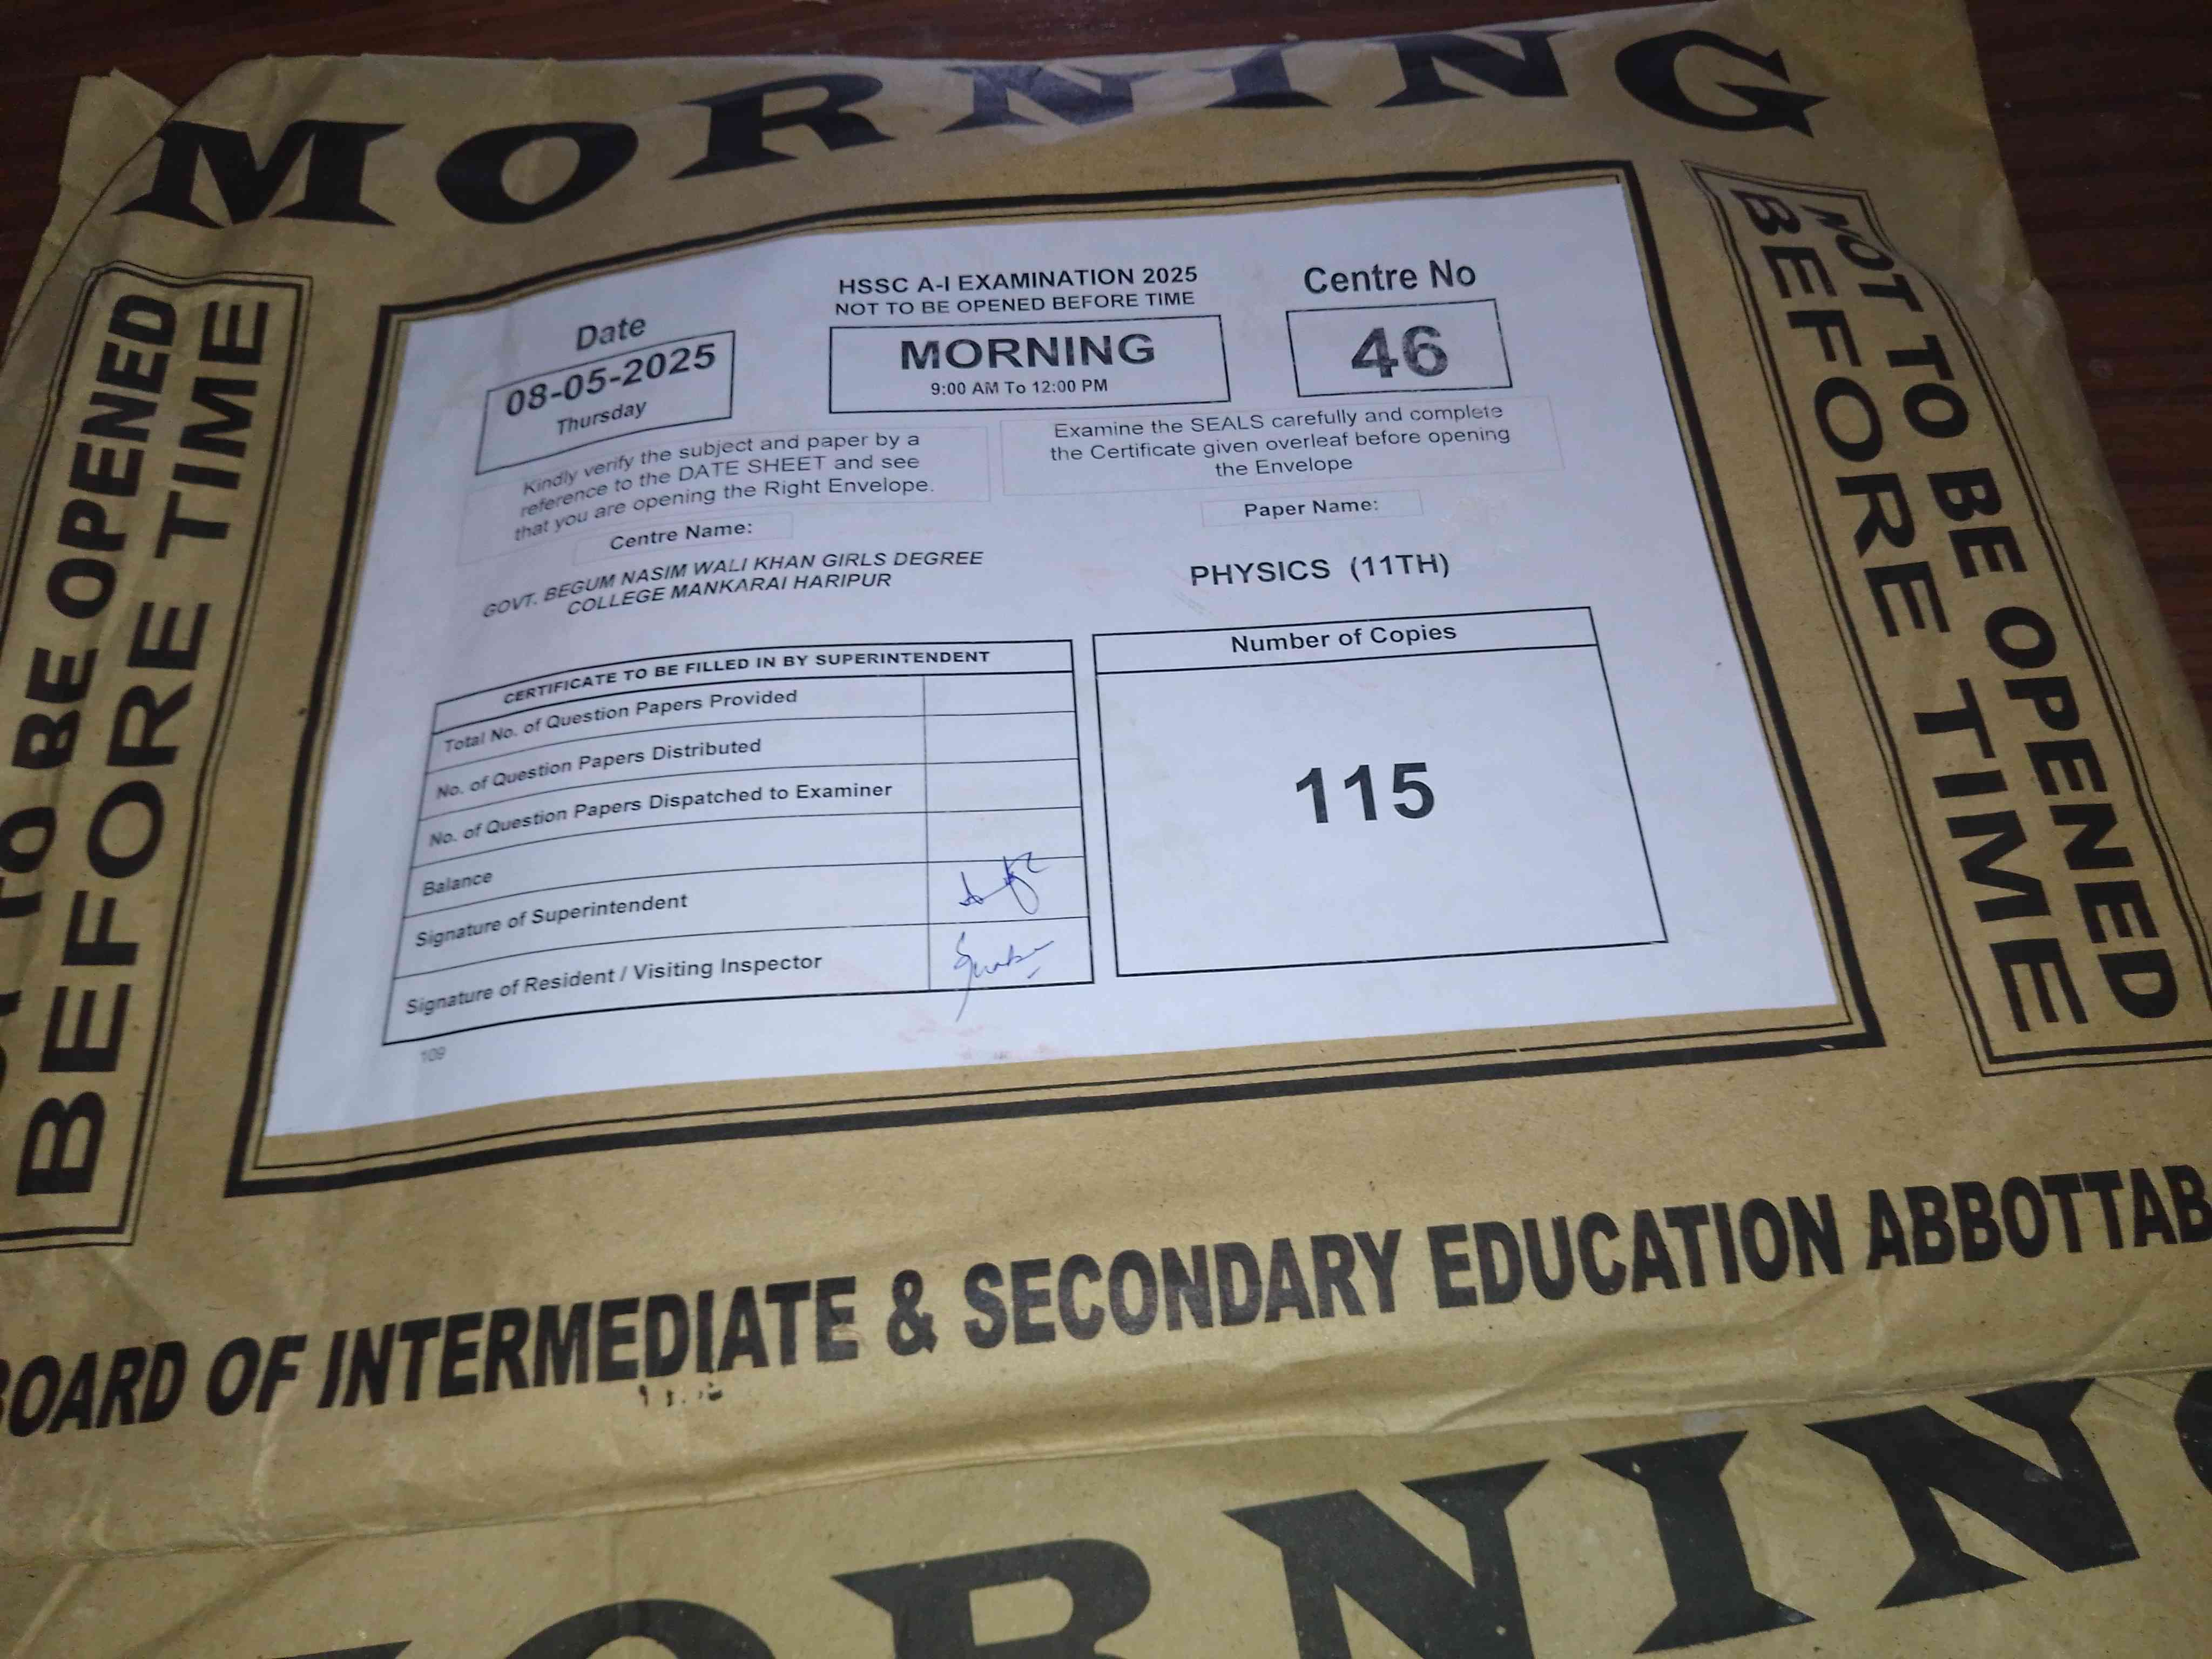 MORNING
NOT TO BE OPENED
BEFORE TIME
HSSC A-I EXAMINATION 2025
NOT TO BE OPENED BEFORE TIME
Date
08-05-2025
Thursday
MORNING
9:00 AM To 12:00 PM
Centre No
46
Kindly verify the subject and paper by a
reference to the DATE SHEET and see
that you are opening the Right Envelope.
Examine the SEALS carefully and complete
the Certificate given overleaf before opening
the Envelope
Centre Name:
GOVT. BEGUM NASIM WALI KHAN GIRLS DEGREE
COLLEGE MANKARAI HARIPUR
Paper Name:
PHYSICS (11TH)
CERTIFICATE TO BE FILLED IN BY SUPERINTENDENT
Total No. of Question Papers Provided
No. of Question Papers Distributed
No. of Question Papers Dispatched to Examiner
Balance
Signature of Superintendent
Signature of Resident / Visiting Inspector
109
Number of Copies
115
TO BE OPENED
BEFORE TIME
BOARD OF INTERMEDIATE & SECONDARY EDUCATION ABBOTTAB
ORNING